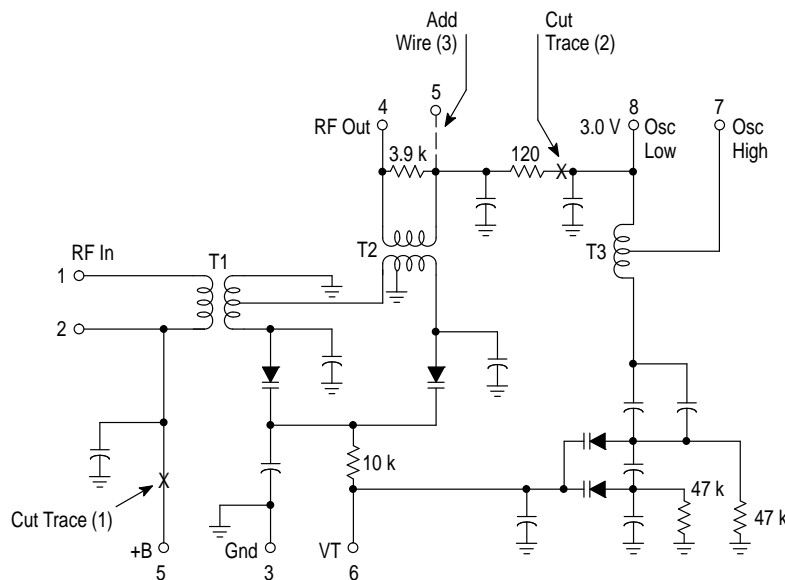 Add
Wire (3)
Cut
Trace (2)
4
5
8
7
RF Out
3.0 V
Osc
Low
Osc
High
3.9 k
120
RF In
T1
T2
T3
1
2
10 k
47 k
47 k
Cut Trace (1)
+B
Gnd
VT
5
3
6